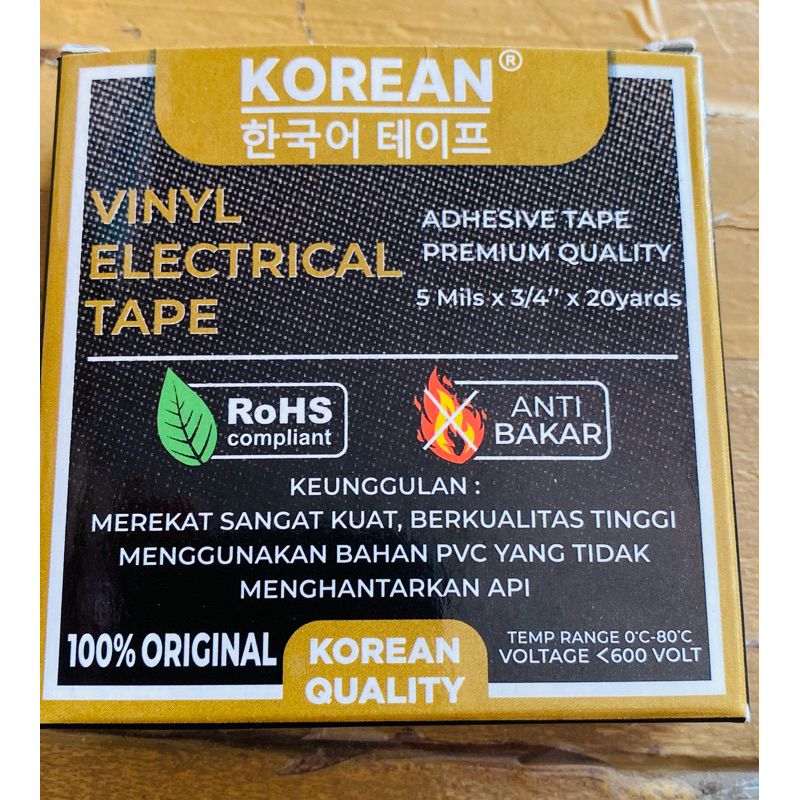 KOREAN®
한국어 테이프
VINYL
ELECTRICAL
TAPE
ADHESIVE TAPE
PREMIUM QUALITY
5 Mils x 3/4’’ x 20yards
RoHS
compliant
ANTI
BAKAR
KEUNGGULAN :
MEREKAT SANGAT KUAT, BERKUALITAS TINGGI
MENGGUNAKAN BAHAN PVC YANG TIDAK
MENGHANTARKAN API
100% ORIGINAL
KOREAN
QUALITY
TEMP RANGE 0℃-80℃
VOLTAGE <600 VOLT